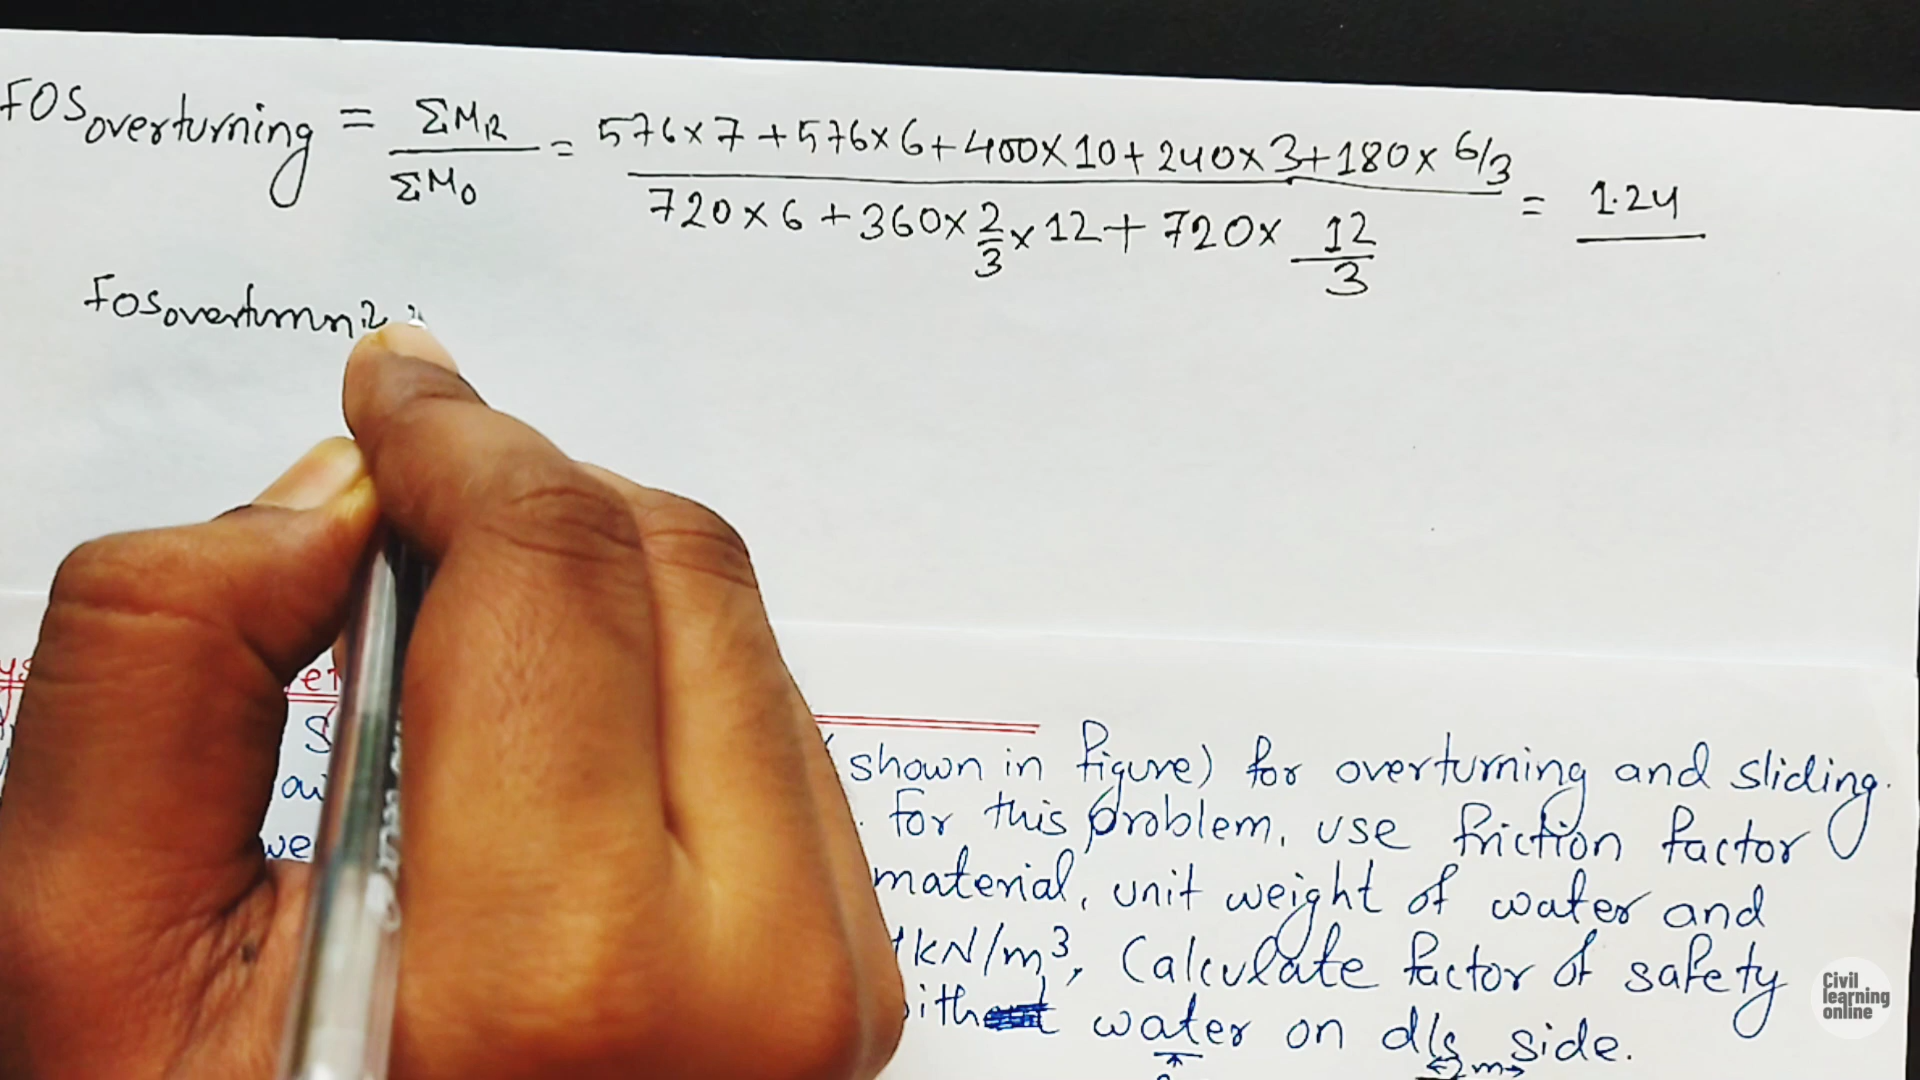 FOS overturning = ΣMR / ΣMO = 576×7 + 576×6 + 400×10 + 240×3 + 180×6/3 / 720×6 + 360×2/3×12 + 720×12/3 = 1.24
FOS overturning
shown in figure) for overturning and sliding.
For this problem, use friction factor
we material, unit weight of water and
kN/m³, Calculate factor of safety
water on d/s side.
2m
Civil
learning
online